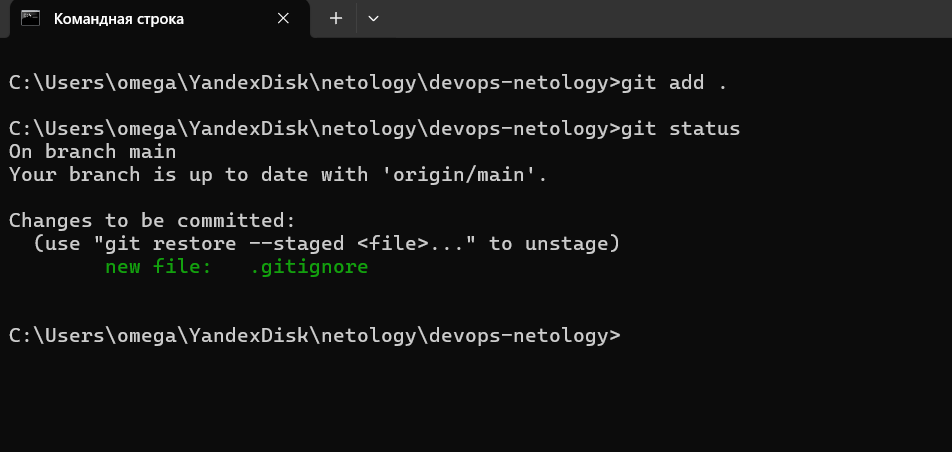 Командная строка
C:\Users\omega\YandexDisk\netology\devops-netology>git add .
C:\Users\omega\YandexDisk\netology\devops-netology>git status
On branch main
Your branch is up to date with 'origin/main'.
Changes to be committed:
  (use "git restore --staged <file>..." to unstage)
        new file:   .gitignore
C:\Users\omega\YandexDisk\netology\devops-netology>